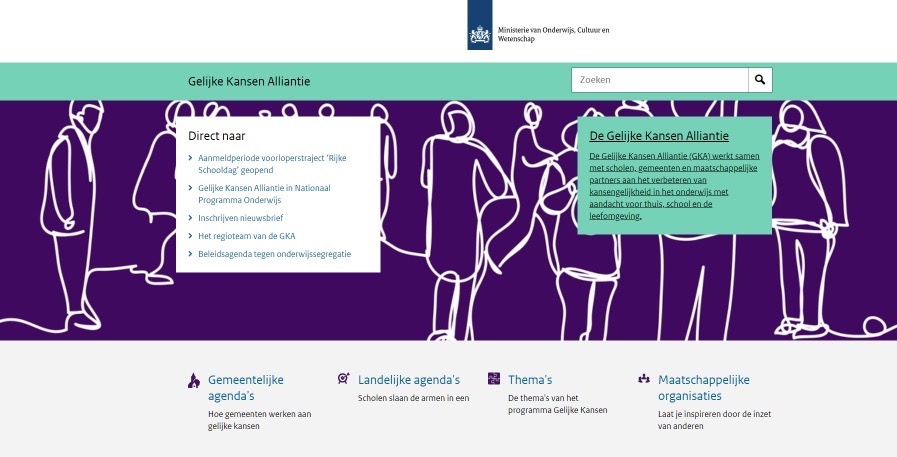 Ministerie van Onderwijs, Cultuur en
Wetenschap
Gelijke Kansen Alliantie
Zoeken
Direct naar
Aanmeldperiode voorloperstraject 'Rijke
Schooldag' geopend
Gelijke Kansen Alliantie in Nationaal
Programma Onderwijs
Inschrijven nieuwsbrief
Het regioteam van de GKA
Beleidsagenda tegen onderwijssegregatie
De Gelijke Kansen Alliantie
De Gelijke Kansen Alliantie (GKA) werkt samen
met scholen, gemeenten en maatschappelijke
partners aan het verbeteren van
kansengelijkheid in het onderwijs met
aandacht voor thuis, school en de
leefomgeving.
Gemeentelijke
agenda's
Hoe gemeenten werken aan
gelijke kansen
Landelijke agenda's
Scholen slaan de armen in een
Thema's
De thema's van het
programma Gelijke Kansen
Maatschappelijke
organisaties
Laat je inspireren door de inzet
van anderen